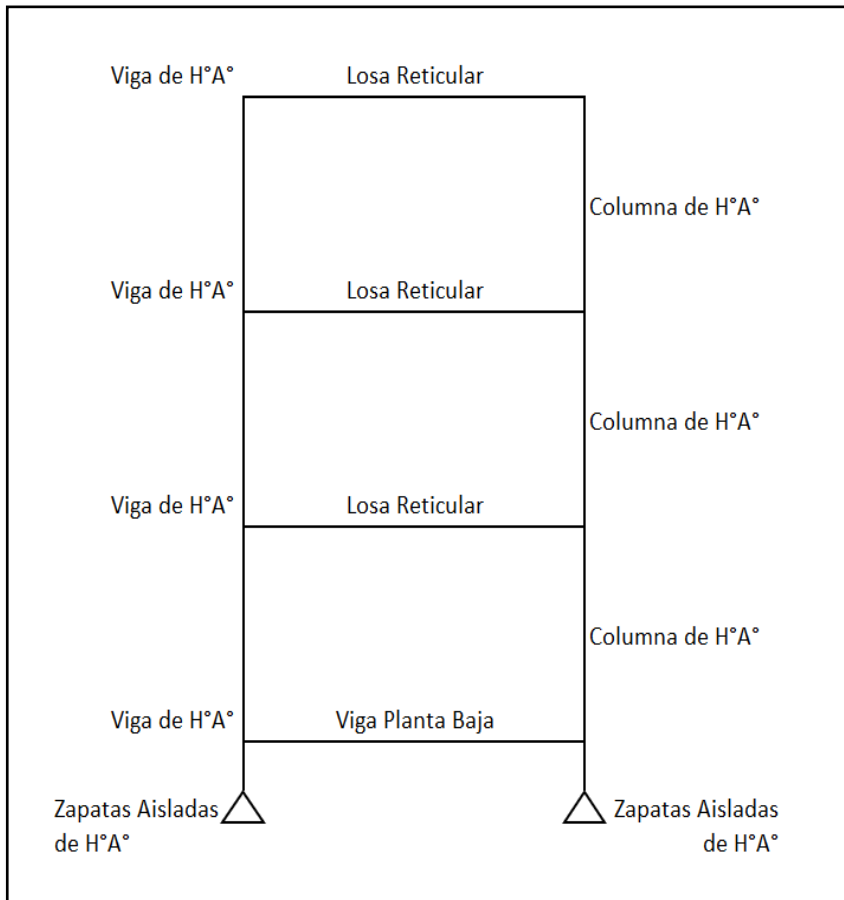 Viga de H°A° Losa Reticular
Columna de H°A°
Viga de H°A° Losa Reticular
Columna de H°A°
Viga de H°A° Losa Reticular
Columna de H°A°
Viga de H°A° Viga Planta Baja
Zapatas Aisladas
de H°A°
Zapatas Aisladas
de H°A°